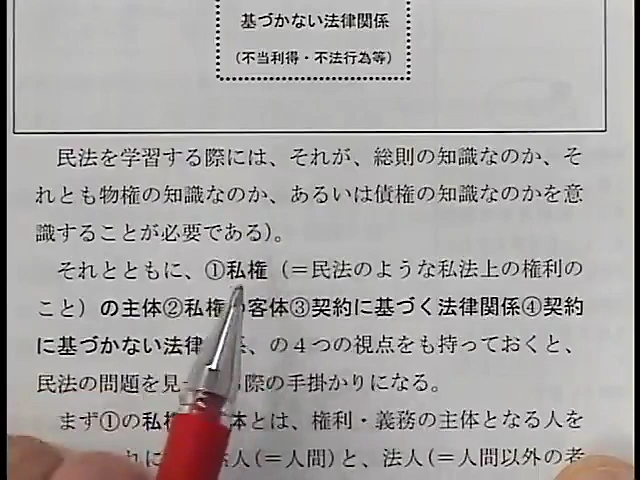 基づかない法律関係
（不当利得・不法行為等）
民法を学習する際には、それが、総則の知識なのか、そ
れとも物権の知識なのか、あるいは債権の知識なのかを意
識することが必要である）。
それとともに、①私権（＝民法のような私法上の権利の
こと）の主体②私権 客体③契約に基づく法律関係④契約
に基づかない法律 系、の４つの視点をも持っておくと、
民法の問題を見 際の手掛かりになる。
まず①の私権 体とは、権利・義務の主体となる人を
人（＝人間）と、法人（＝人間以外の者